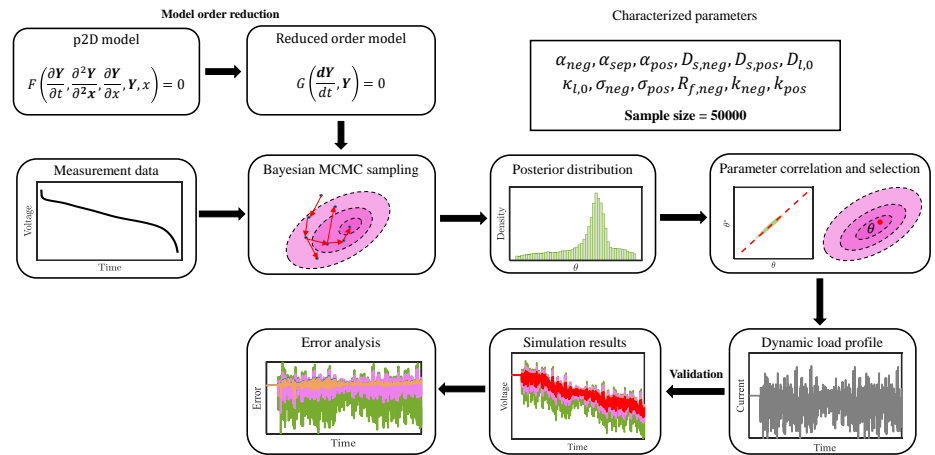 Model order reduction
Characterized parameters
p2D model
F(∂Y/∂t, ∂²Y/∂²x, ∂Y/∂x, Y, x) = 0
Reduced order model
G(dY/dt, Y) = 0
α_neg, α_sep, α_pos, D_s,neg, D_s,pos, D_l,0
κ_l,0, σ_neg, σ_pos, R_f,neg, k_neg, k_pos
Sample size = 50000
Measurement data
Voltage
Time
Bayesian MCMC sampling
Posterior distribution
Density
θ
Parameter correlation and selection
θ*
θ
θ
Error analysis
Error
Time
Simulation results
Voltage
Time
Validation
Dynamic load profile
Current
Time